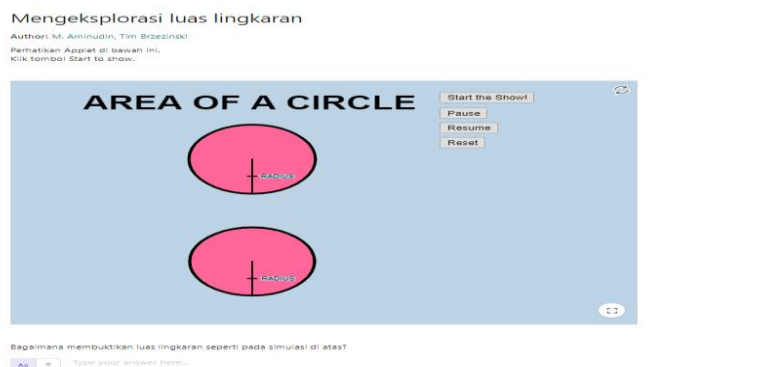 Mengeksplorasi luas lingkaran
Author: M. Aminudin, Tim Brzezinski
Perhatikan Applet di bawah ini.
Klik tombol Start to show.
AREA OF A CIRCLE
Start the Show!
Pause
Resume
Reset
RADIUS
RADIUS
Bagaimana membuktikan luas lingkaran seperti pada simulasi di atas?
Type your answer here...